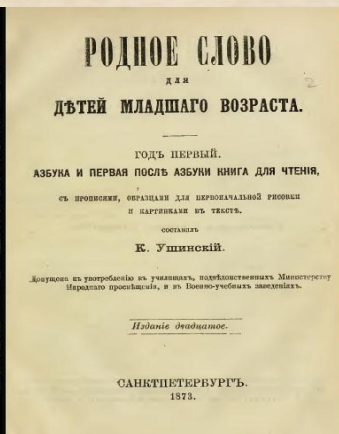 РОДНОЕ СЛОВО
ДЛЯ
ДѢТЕЙ МЛАДШАГО ВОЗРАСТА.
ГОДЪ ПЕРВЫЙ.
АЗБУКА И ПЕРВАЯ ПОСЛѢ АЗБУКИ КНИГА ДЛЯ ЧТЕНІЯ,
СЪ ПРОПИСЯМИ, ОБРАЗЦАМИ ДЛЯ ПЕРВОНАЧАЛЬНОЙ РИСОВКИ
И КАРТИНКАМИ ВЪ ТЕКСТѢ.
СОСТАВИЛЪ
К. Ушинскій.
Допущена къ употребленію въ училищахъ, подвѣдомственныхъ Министерству
Народнаго просвѣщенія, и въ Военно-учебныхъ заведеніяхъ.
Изданіе двадцатое.
САНКТПЕТЕРБУРГЪ.
1873.
2